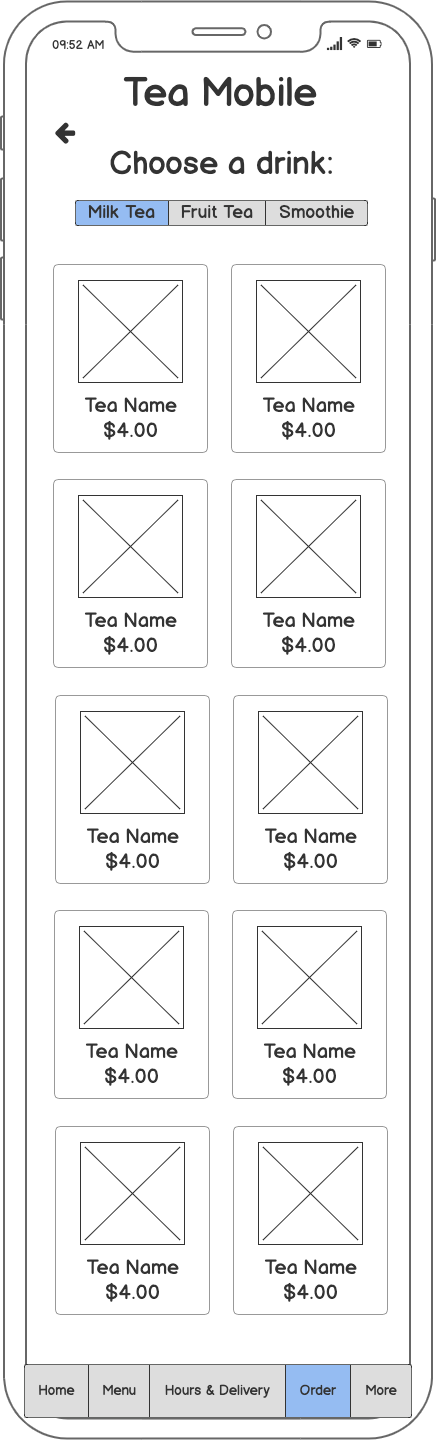 09:52 AM
Tea Mobile
Choose a drink:
Milk Tea Fruit Tea Smoothie
Tea Name Tea Name
$4.00 $4.00
Tea Name Tea Name
$4.00 $4.00
Tea Name Tea Name
$4.00 $4.00
Tea Name Tea Name
$4.00 $4.00
Tea Name Tea Name
$4.00 $4.00
Home Menu Hours & Delivery Order More